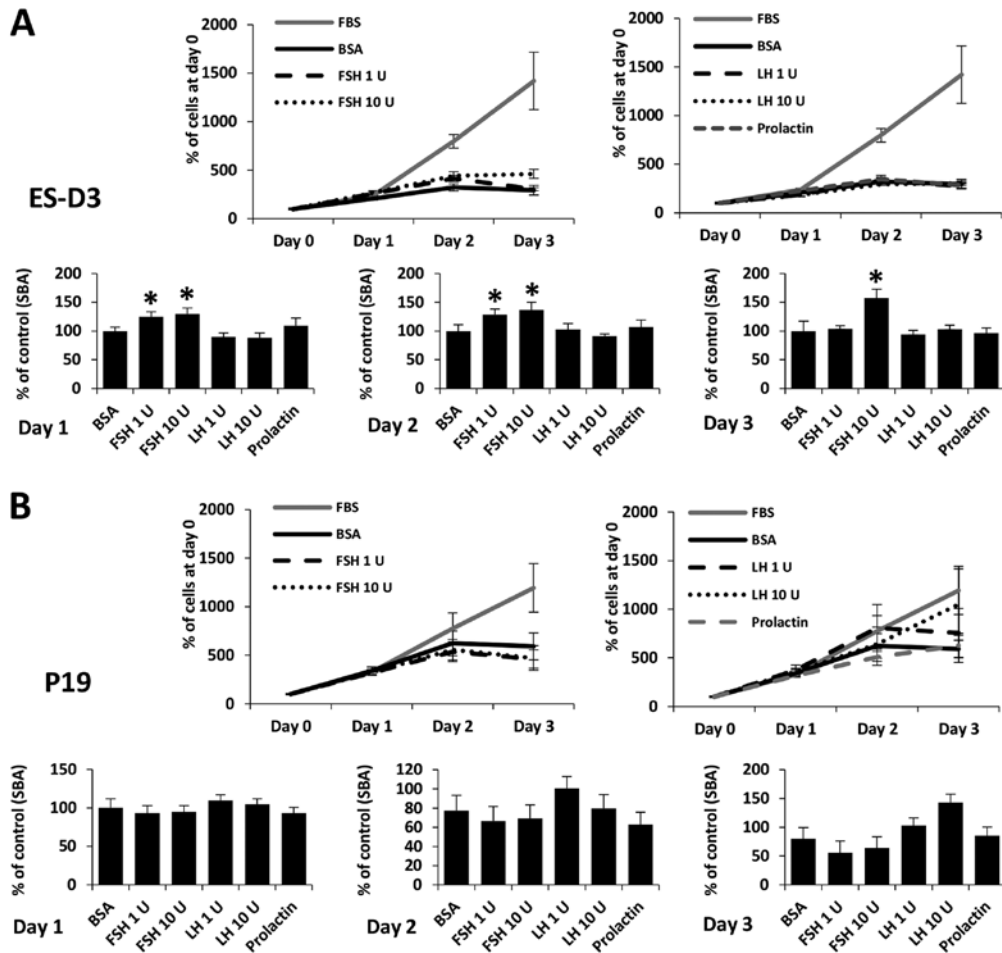 A
ES-D3
% of cells at day 0
2000
1500
1000
500
0
Day 0 Day 1 Day 2 Day 3
FBS
BSA
FSH 1 U
FSH 10 U
% of cells at day 0
2000
1500
1000
500
0
Day 0 Day 1 Day 2 Day 3
FBS
BSA
LH 1 U
LH 10 U
Prolactin
% of control (SBA)
200
150
100
50
0
* *
BSA FSH 1 U FSH 10 U LH 1 U LH 10 U Prolactin
Day 1
% of control (SBA)
200
150
100
50
0
* *
BSA FSH 1 U FSH 10 U LH 1 U LH 10 U Prolactin
Day 2
% of control (SBA)
200
150
100
50
0
*
BSA FSH 1 U FSH 10 U LH 1 U LH 10 U Prolactin
Day 3
B
P19
% of cells at day 0
2000
1500
1000
500
0
Day 0 Day 1 Day 2 Day 3
FBS
BSA
FSH 1 U
FSH 10 U
% of cells at day 0
2000
1500
1000
500
0
Day 0 Day 1 Day 2 Day 3
FBS
BSA
LH 1 U
LH 10 U
Prolactin
% of control (SBA)
150
100
50
0
BSA FSH 1 U FSH 10 U LH 1 U LH 10 U Prolactin
Day 1
% of control (SBA)
120
100
80
60
40
20
0
BSA FSH 1 U FSH 10 U LH 1 U LH 10 U Prolactin
Day 2
% of control (SBA)
200
150
100
50
0
BSA FSH 1 U FSH 10 U LH 1 U LH 10 U Prolactin
Day 3